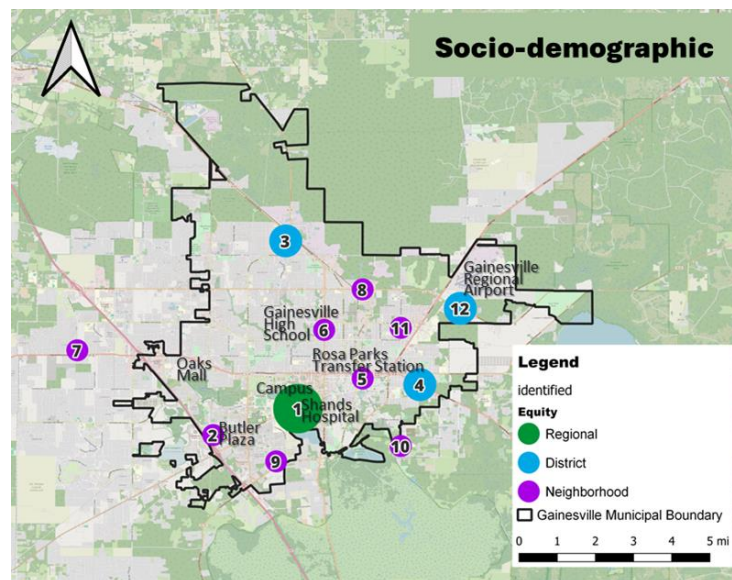 Socio-demographic
3
Gainesville
Regional
Airport
8
12
Gainesville
High
School
6
11
7
Rosa Parks
Transfer Station
Oaks
Mall
5
4
Campus
1
Shands
Hospital
2
Butler
Plaza
9
10
Legend
identified
Equity
Regional
District
Neighborhood
Gainesville Municipal Boundary
0 1 2 3 4 5 mi